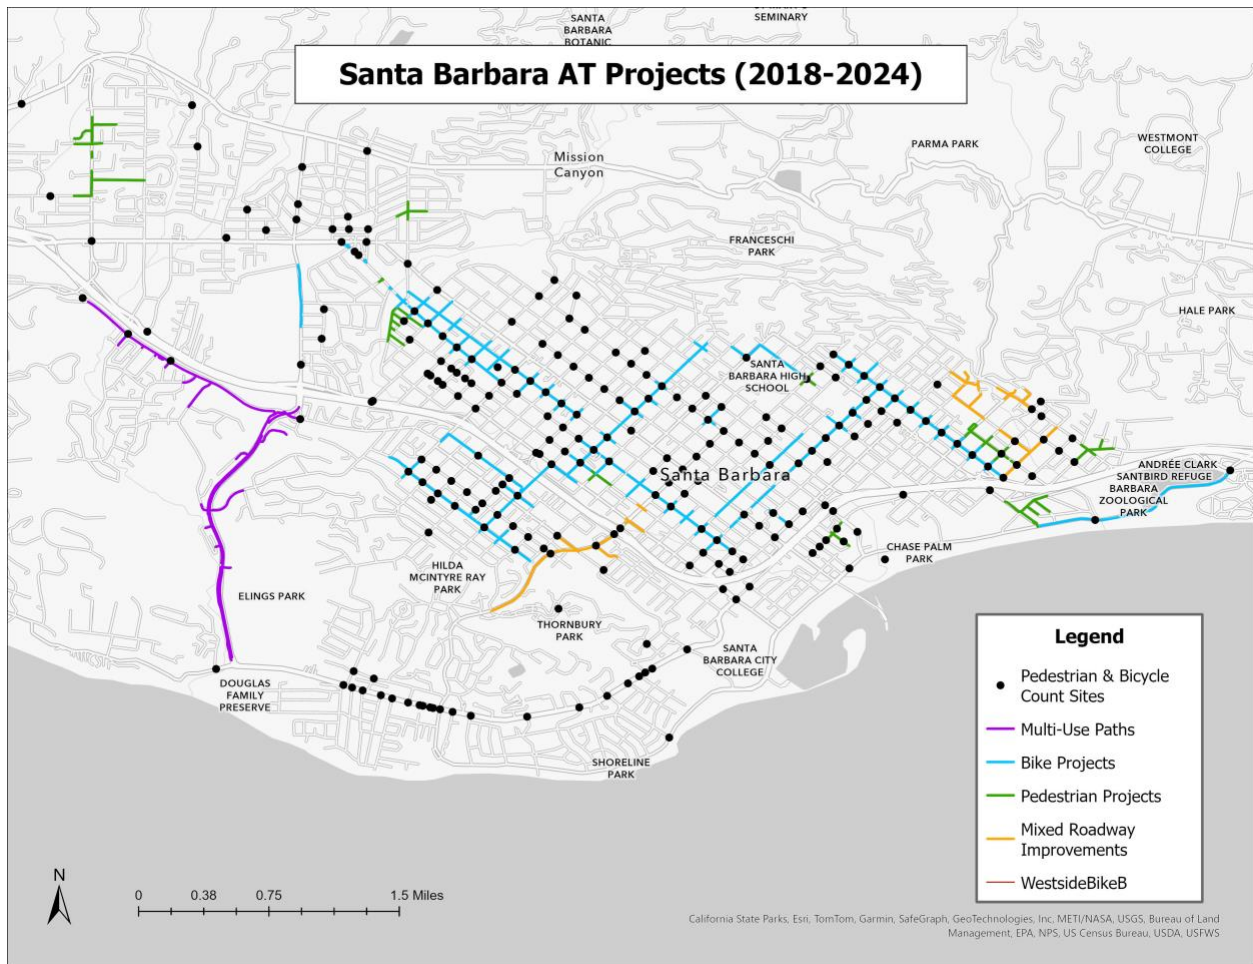 SANTA
BARBARA
BOTANIC
SEMINARY
Santa Barbara AT Projects (2018-2024)
Mission
Canyon
PARMA PARK
WESTMONT
COLLEGE
FRANCESCHI
PARK
HALE PARK
SANTA
BARBARA HIGH
SCHOOL
Santa Barbara
ANDRÉE CLARK
SANTBIRD REFUGE
BARBARA
ZOOLOGICAL
PARK
CHASE PALM
PARK
HILDA
MCINTYRE RAY
PARK
ELINGS PARK
THORNBURY
PARK
SANTA
BARBARA CITY
COLLEGE
DOUGLAS
FAMILY
PRESERVE
SHORELINE
PARK
Legend
Pedestrian & Bicycle
Count Sites
Multi-Use Paths
Bike Projects
Pedestrian Projects
Mixed Roadway
Improvements
WestsideBikeB
N
0 0.38 0.75 1.5 Miles
California State Parks, Esri, TomTom, Garmin, SafeGraph, GeoTechnologies, Inc, METI/NASA, USGS, Bureau of Land
Management, EPA, NPS, US Census Bureau, USDA, USFWS